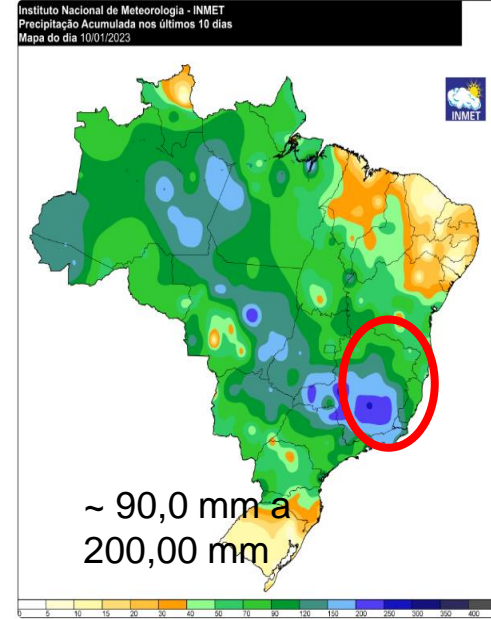 Instituto Nacional de Meteorologia - INMET
Precipitação Acumulada nos últimos 10 dias
Mapa do dia 10/01/2023
INMET
~ 90,0 mm a
200,00 mm
0 5 10 15 20 30 40 50 70 90 120 150 200 250 300 350 400